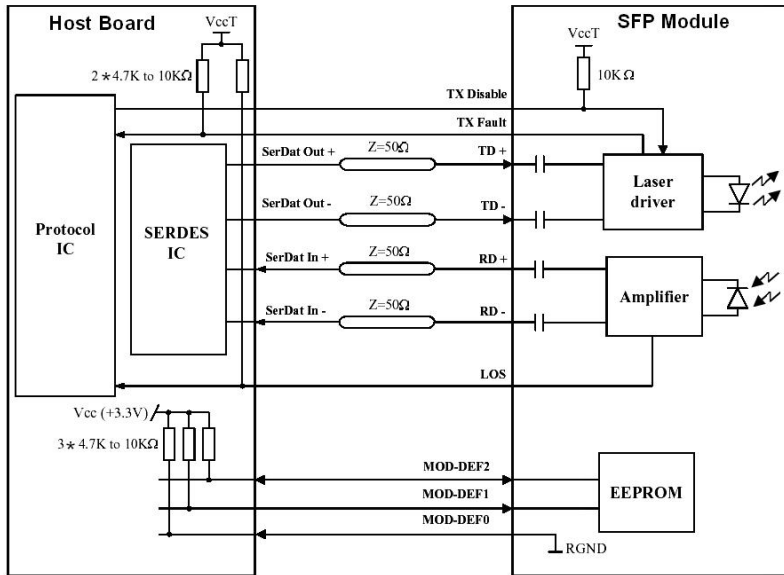 Host Board
SFP Module
VccT
VccT
2*4.7K to 10KΩ
10KΩ
TX Disable
TX Fault
SerDat Out +
Z=50Ω
TD +
SerDat Out -
Z=50Ω
TD -
Laser
driver
Protocol
IC
SERDES
IC
SerDat In +
Z=50Ω
RD +
SerDat In -
Z=50Ω
RD -
Amplifier
LOS
Vcc (+3.3V)
3*4.7K to 10KΩ
MOD-DEF2
MOD-DEF1
MOD-DEF0
EEPROM
RGND